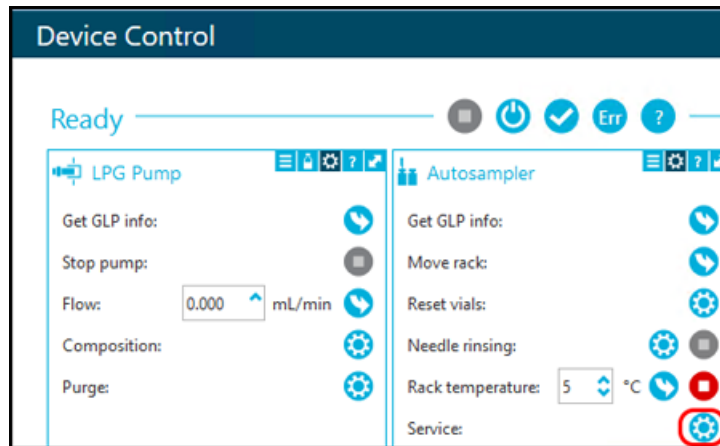 Device Control
Ready
Err
?
LPG Pump
?
Get GLP info:
Stop pump:
Flow: 0.000 mL/min
Composition:
Purge:
Autosampler
?
Get GLP info:
Move rack:
Reset vials:
Needle rinsing:
Rack temperature: 5 °C
Service: